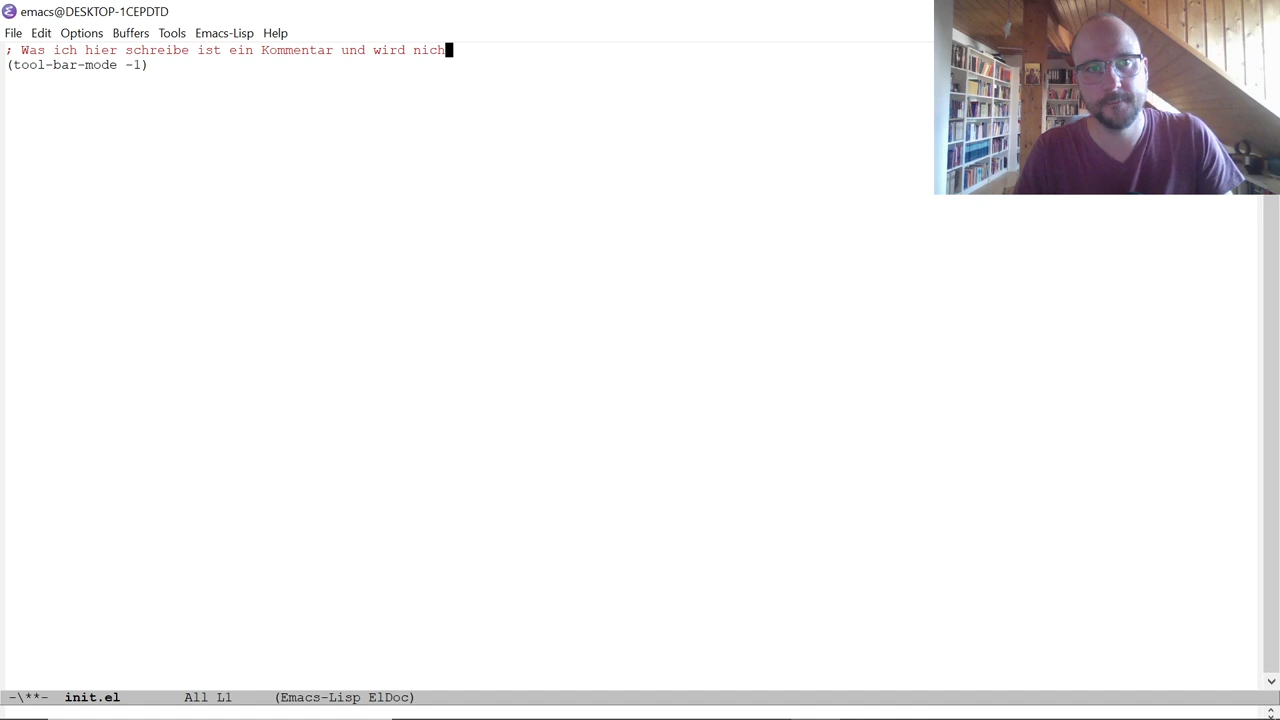 emacs@DESKTOP-1CEPDTD
File Edit Options Buffers Tools Emacs-Lisp Help
; Was ich hier schreibe ist ein Kommentar und wird nich
(tool-bar-mode -1)
-\**- init.el All L1 (Emacs-Lisp ElDoc)